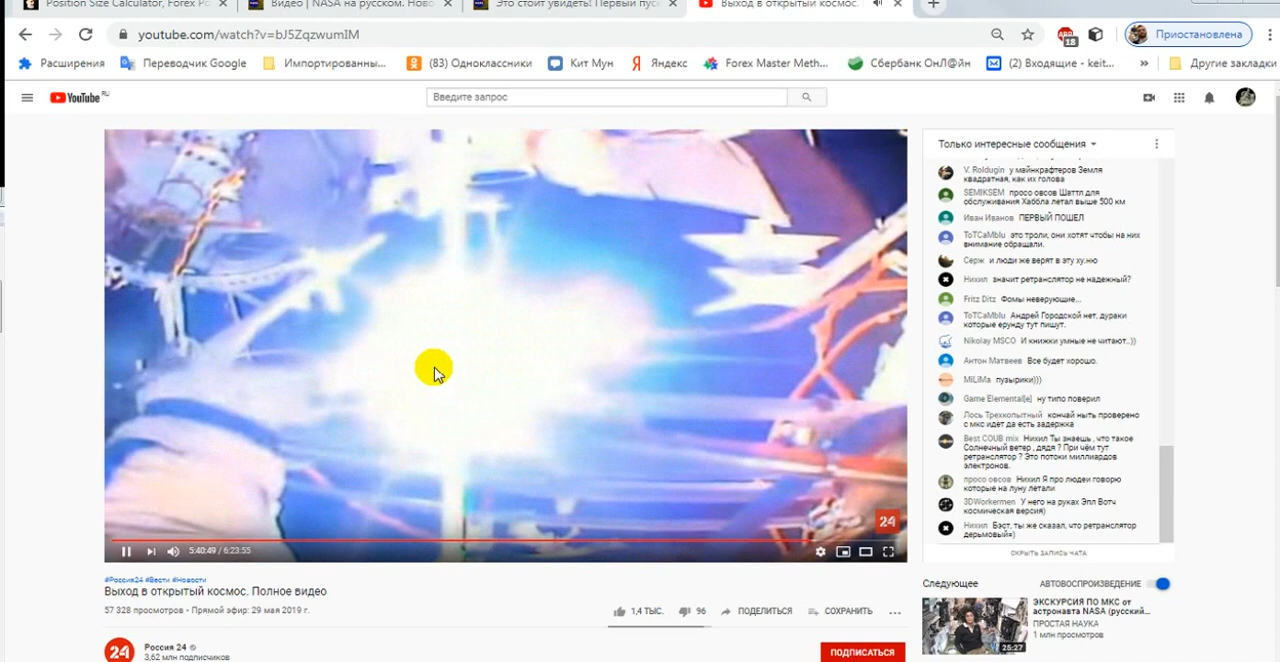 Position Size Calculator, Forex Po
Видео | NASA на русском. Ново
Это стоит увидеть! Первый пуск
Выход в открытый космос.
youtube.com/watch?v=bJ5ZqzwumIM
18
Приостановлена
Расширения
Переводчик Google
Импортированны...
(83) Одноклассники
Кит Мун
Яндекс
Forex Master Meth...
Сбербанк ОнЛ@йн
(2) Входящие - keit...
»
Другие закладки
YouTube RU
Введите запрос
Только интересные сообщения
V. Roldugin у майнкрафтеров Земля
квадратная, как их голова
SEMIKSEM просо овсов Шаттл для
обслуживания Хаббла летал выше 500 км
Иван Иванов ПЕРВЫЙ ПОШЕЛ
ToTCaMblu это троли, они хотят чтобы на них
внимание обращали.
Серж и люди же верят в эту ху.ню
Нихил значит ретранслятор не надежный?
Fritz Ditz Фомы неверующие...
ToTCaMblu Андрей Городской нет, дураки
которые ерунду тут пишут.
Nikolay MSCO И книжки умные не читают..))
Антон Матвеев Все будет хорошо.
MiLiMa пузырики)))
Game Elemental[e] ну типо поверил
Лось Трехкопытный кончай ныть проверено
с мкс идёт да есть задержка
Best COUB mix Нихил Ты знаешь , что такое
Солнечный ветер , дядя ? При чём тут
ретранслятор ? Это потоки миллиардов
электронов.
просо овсов Нихил Я про людей говорю
которые на луну летали
3DWorkermen У него на руках Эпл Вотч
космическая версия)
Нихил Бэст, ты же сказал, что ретранслятор
дерьмовый=)
СКРЫТЬ ЗАПИСЬ ЧАТА
24
5:40:49 / 6:23:55
#Россия24 #Вести #Новости
Выход в открытый космос. Полное видео
57 328 просмотров • Прямой эфир: 29 мая 2019 г.
1,4 ТЫС.
96
ПОДЕЛИТЬСЯ
СОХРАНИТЬ
...
24
Россия 24
3,62 млн подписчиков
ПОДПИСАТЬСЯ
Следующее
АВТОВОСПРОИЗВЕДЕНИЕ
ЭКСКУРСИЯ ПО МКС от
астронавта NASA (русский...
ПРОСТАЯ НАУКА
1 млн просмотров
25:27